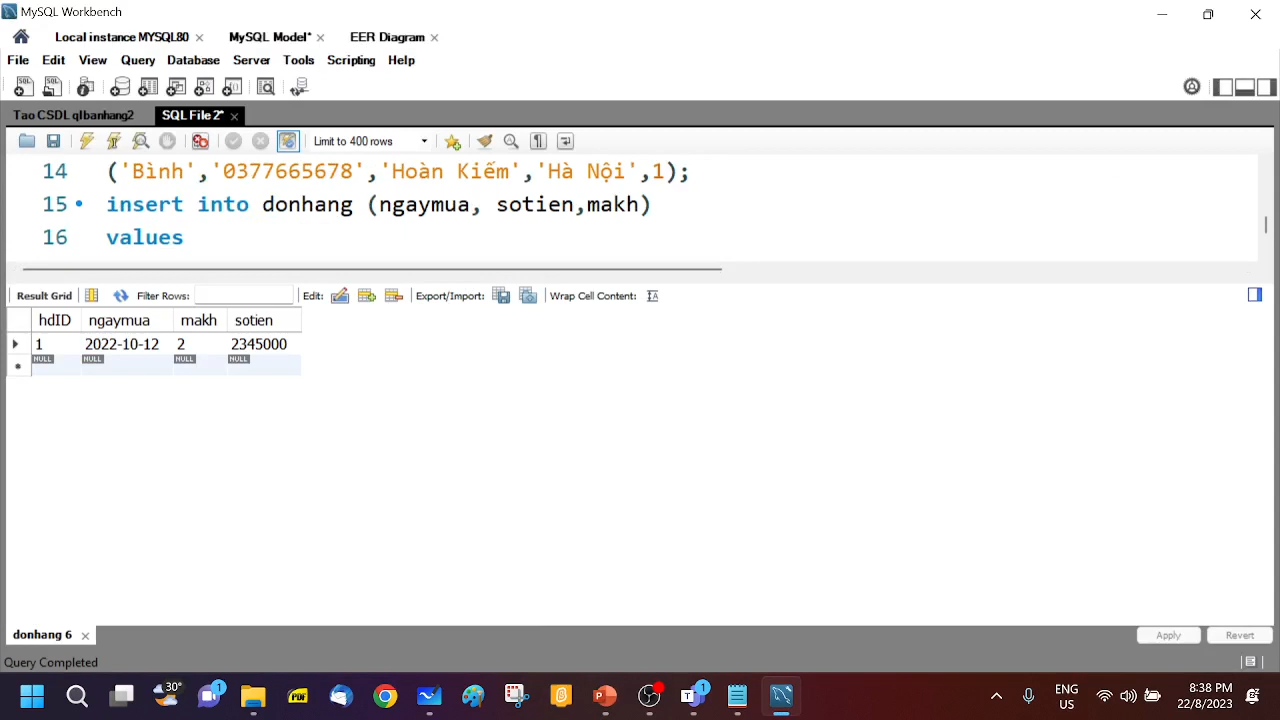 MySQL Workbench
Local instance MYSQL80 MySQL Model* EER Diagram
File Edit View Query Database Server Tools Scripting Help
Tao CSDL qlbanhang2 SQL File 2*
Limit to 400 rows
14 ('Bình','0377665678','Hoàn Kiếm','Hà Nội',1);
15 insert into donhang (ngaymua, sotien,makh)
16 values
Result Grid Filter Rows: Edit: Export/Import: Wrap Cell Content:
hdID ngaymua makh sotien
1 2022-10-12 2 2345000
NULL NULL NULL NULL
donhang 6 Apply Revert
Query Completed
30° 1 PDF 1 ENG 8:38 PM
US 22/8/2023